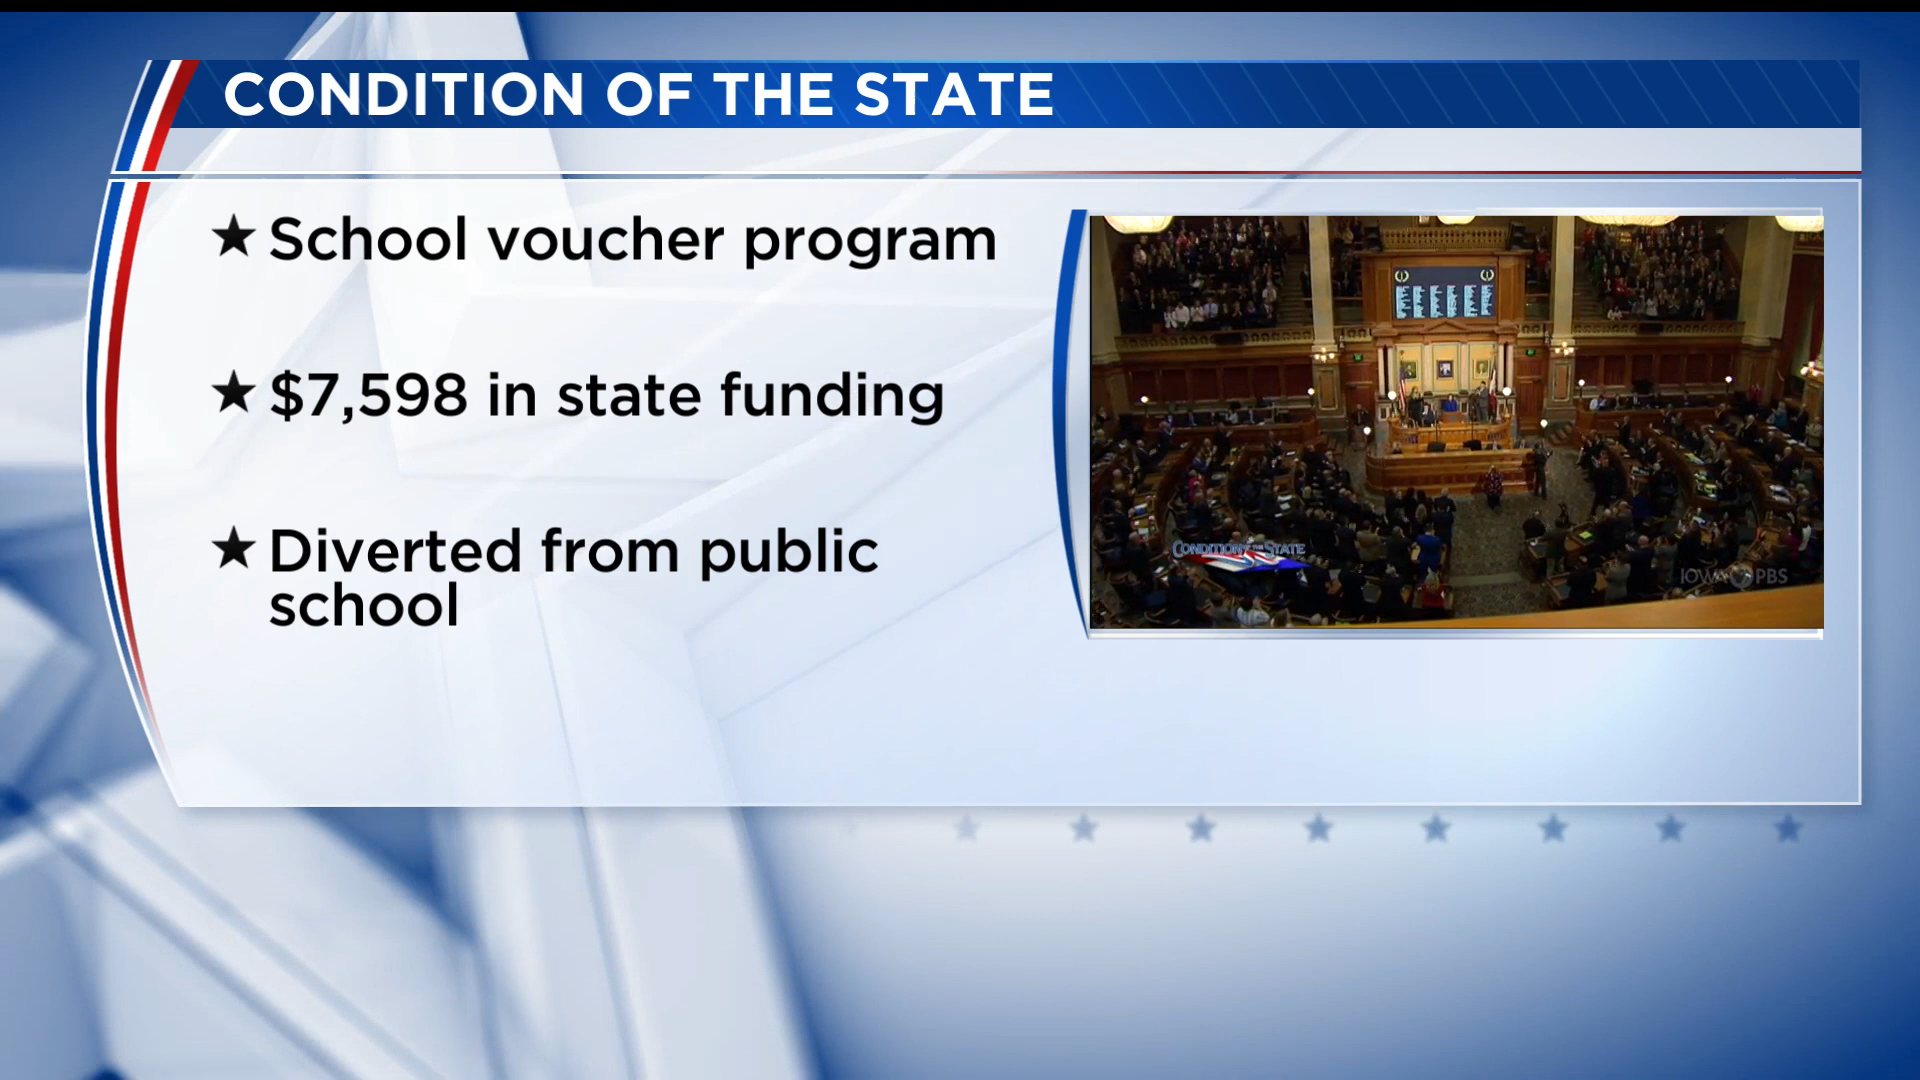 CONDITION OF THE STATE
★ School voucher program
★ $7,598 in state funding
★ Diverted from public
school
CONDITION OF THE STATE
IOWA PBS